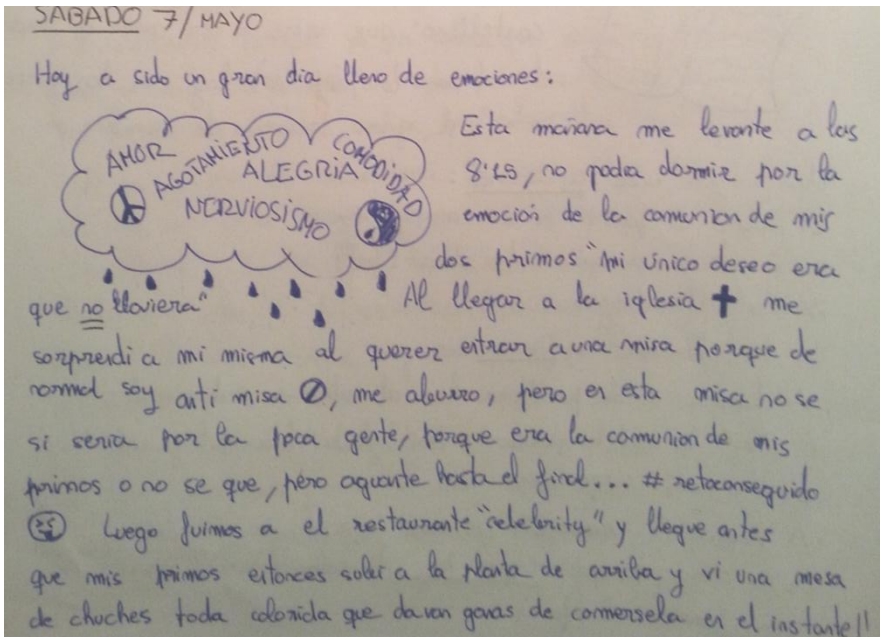 SABADO 7/MAYO
Hoy a sido un gran dia lleno de emociones:
AMOR
AGOTAMIENTO
COMODIDAD
ALEGRIA
NERVIOSISMO
Esta mañana me levante a las
8'15, no podia dormir por la
emoción de la comunion de mis
dos primos "mi único deseo era
que no lloviera"
Al llegar a la iglesia me
sorprendi a mi misma al querer entrar a una misa porque de
normal soy anti misa, me aburro, pero en esta misa no se
si seria por la poca gente, porque era la comunion de mis
primos o no se que, pero aguante hasta el final... #retoconseguido
Luego fuimos a el restaurante "celebrity" y llegue antes
que mis primos entonces subi a la planta de arriba y vi una mesa
de chuches toda colorida que davan ganas de comersela en el instante!!